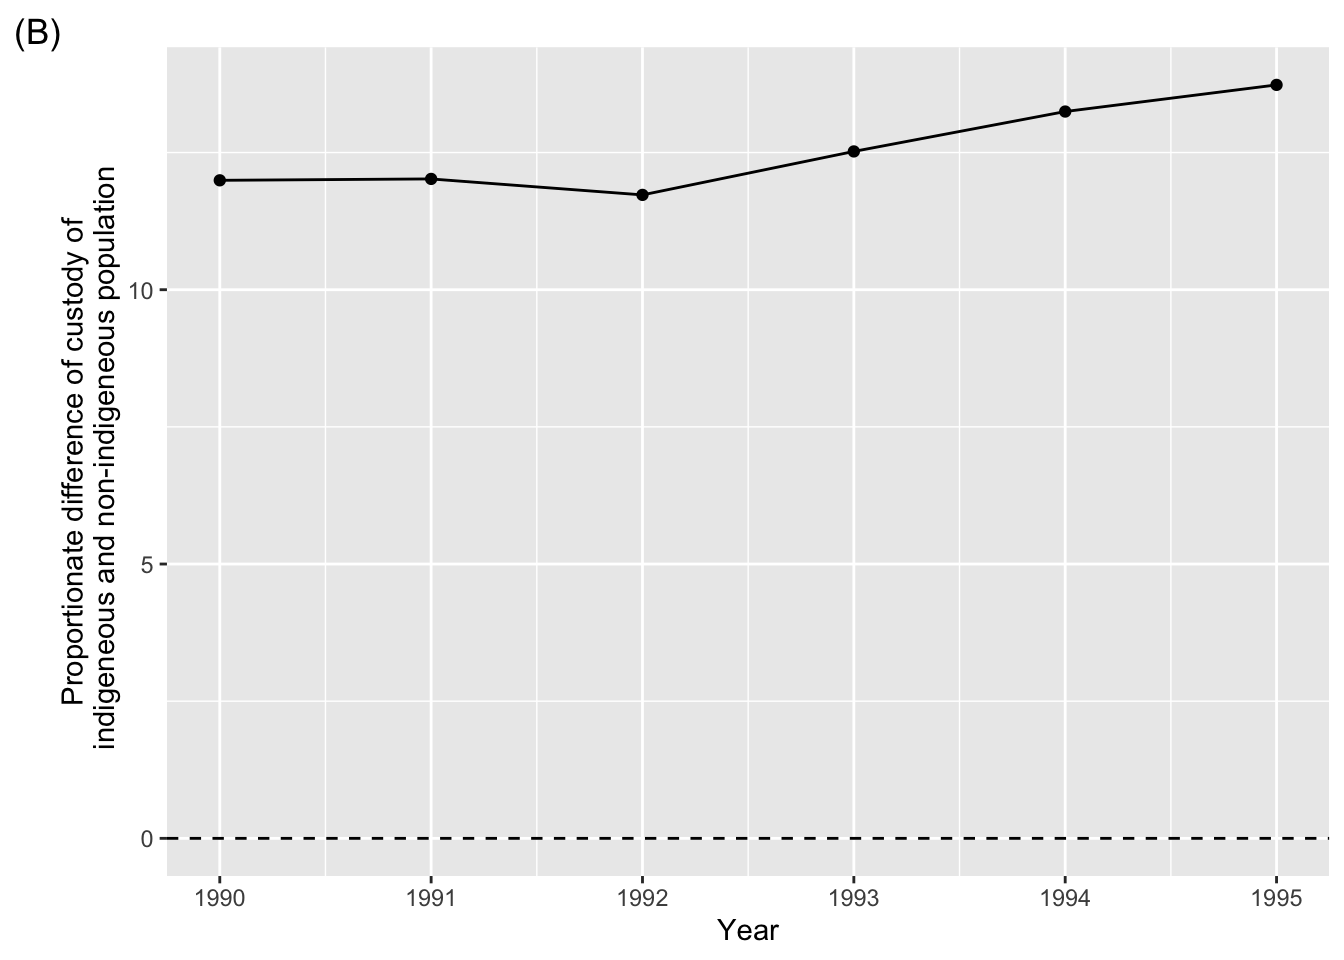 (B)
Proportionate difference of custody of
indigeneous and non-indigeneous population
10
5
0
1990 1991 1992 1993 1994 1995
Year